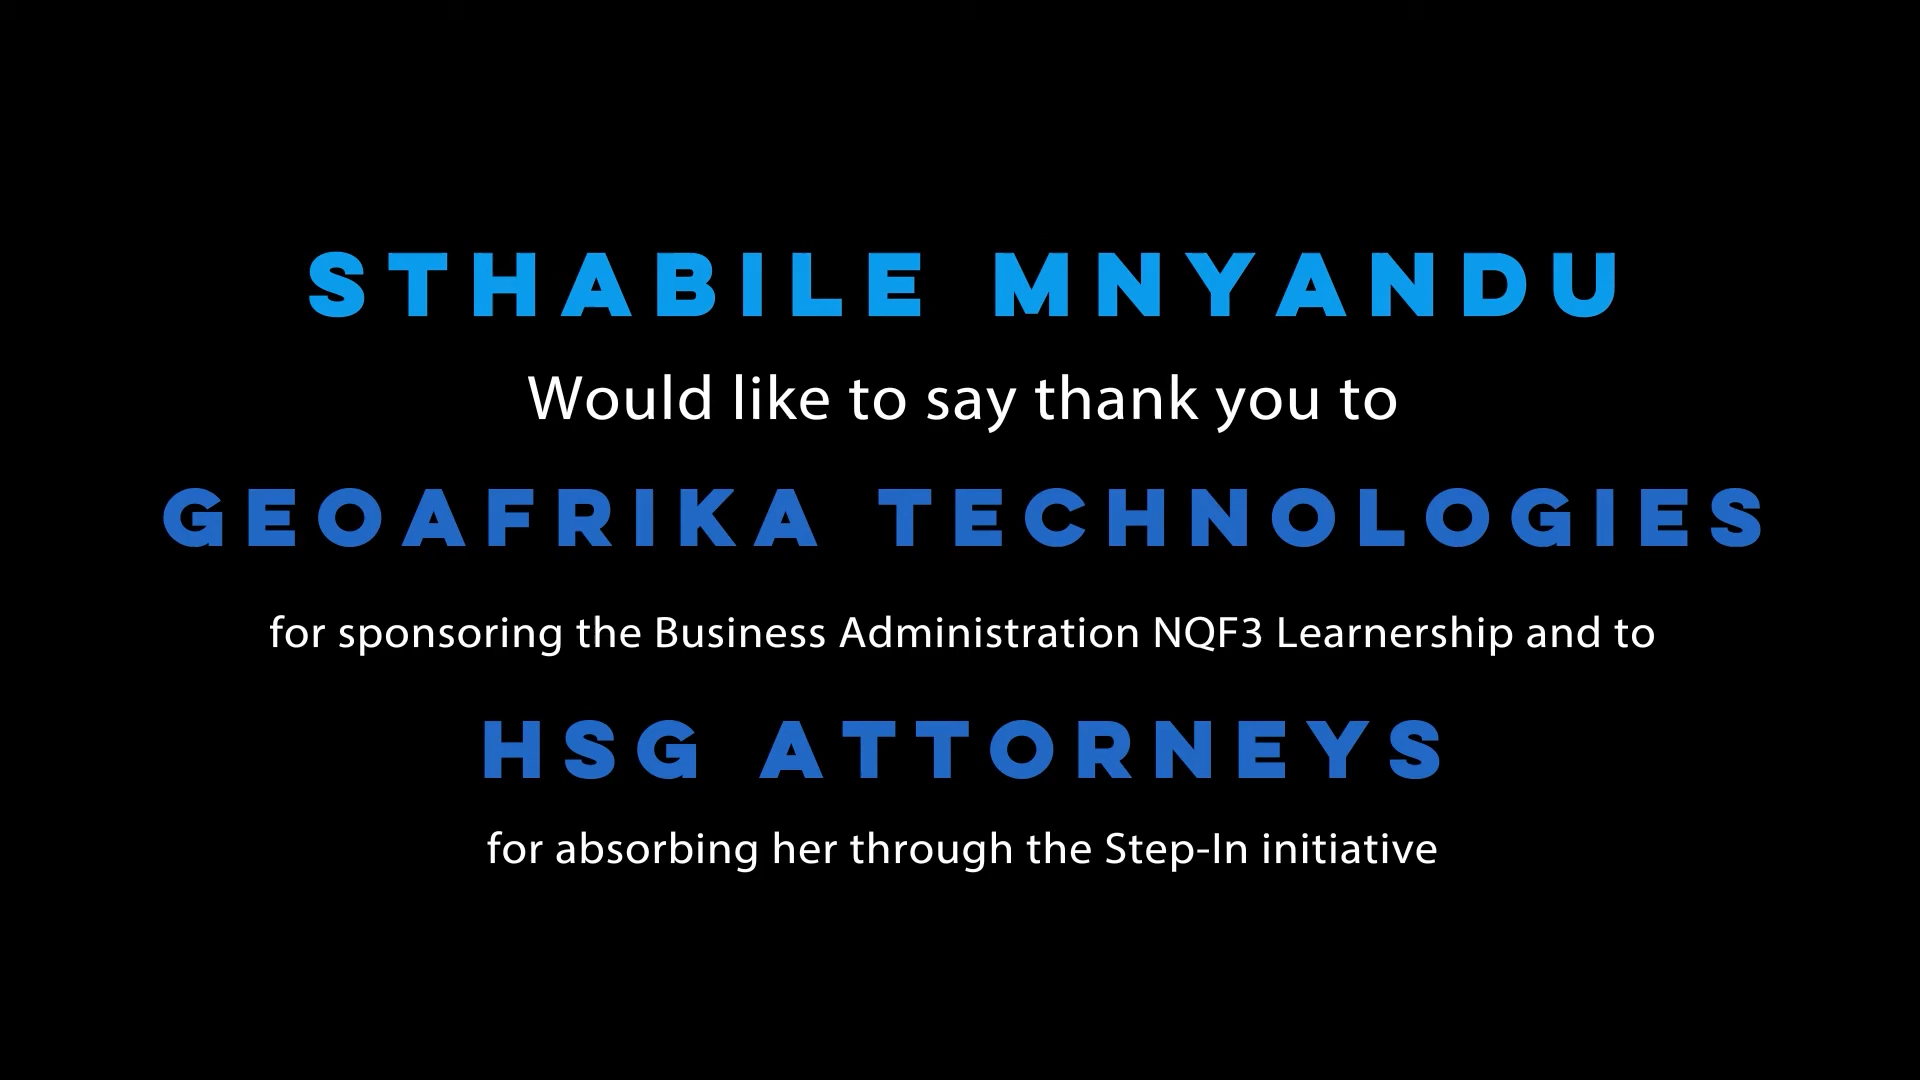 STHABILE MNYANDU
Would like to say thank you to
GEOAFRIKA TECHNOLOGIES
for sponsoring the Business Administration NQF3 Learnership and to
HSG ATTORNEYS
for absorbing her through the Step-In initiative